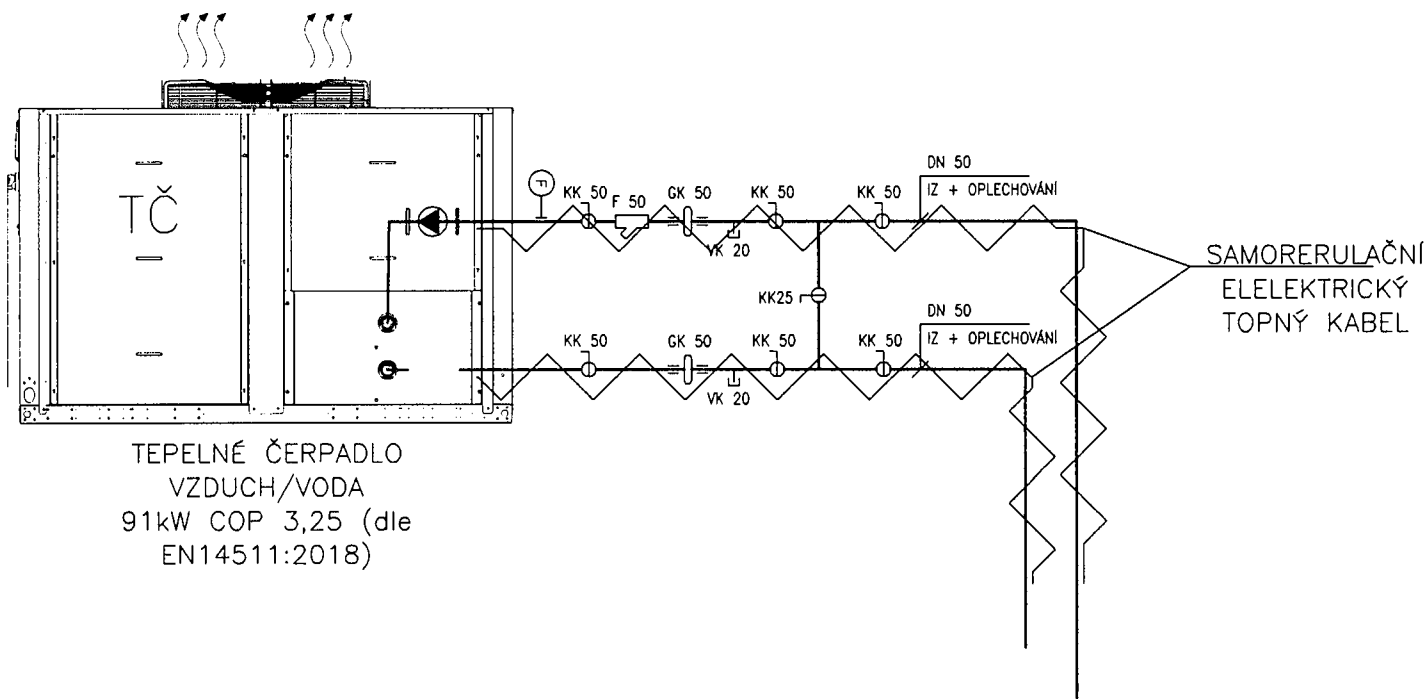 TČ
F
KK 50
F 50
GK 50
VK 20
KK 50
KK 50
DN 50
IZ + OPLECHOVÁNÍ
KK25
KK 50
GK 50
VK 20
KK 50
KK 50
DN 50
IZ + OPLECHOVÁNÍ
SAMORERULAČNÍ
ELELEKTRICKÝ
TOPNÝ KABEL
TEPELNÉ ČERPADLO
VZDUCH/VODA
91kW COP 3,25 (dle
EN14511:2018)